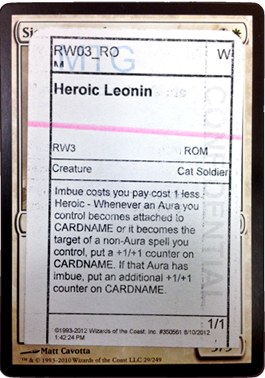 Si
MTG
RW03_RO W
M
Heroic Leonin
CONFIDENTIAL
RW3 ROM
Creature Cat Soldier
Imbue costs you pay cost 1 less.
Heroic - Whenever an Aura you
control becomes attached to
CARDNAME or it becomes the
target of a non-Aura spell you
control, put a +1/+1 counter on
CARDNAME. If that Aura has
imbue, put an additional +1/+1
counter on CARDNAME.
©1993-2012 Wizards of the Coast, Inc #350561 8/10/2012
1:42:24 PM
1/1
Matt Cavotta
™ & © 1993-2010 Wizards of the Coast LLC 29/249